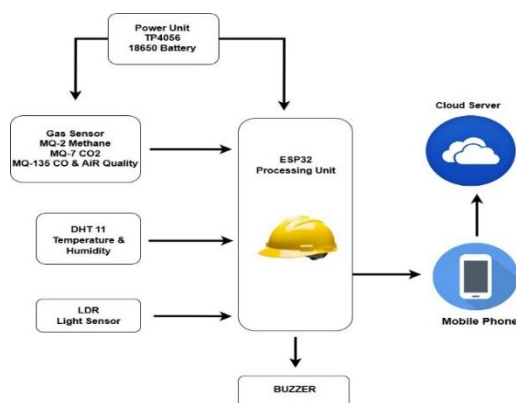 Power Unit
TP4056
18650 Battery
Cloud Server
Gas Sensor
MQ-2 Methane
MQ-7 CO2
MQ-135 CO & AiR Quality
ESP32
Processing Unit
DHT 11
Temperature &
Humidity
LDR
Light Sensor
Mobile Phone
BUZZER